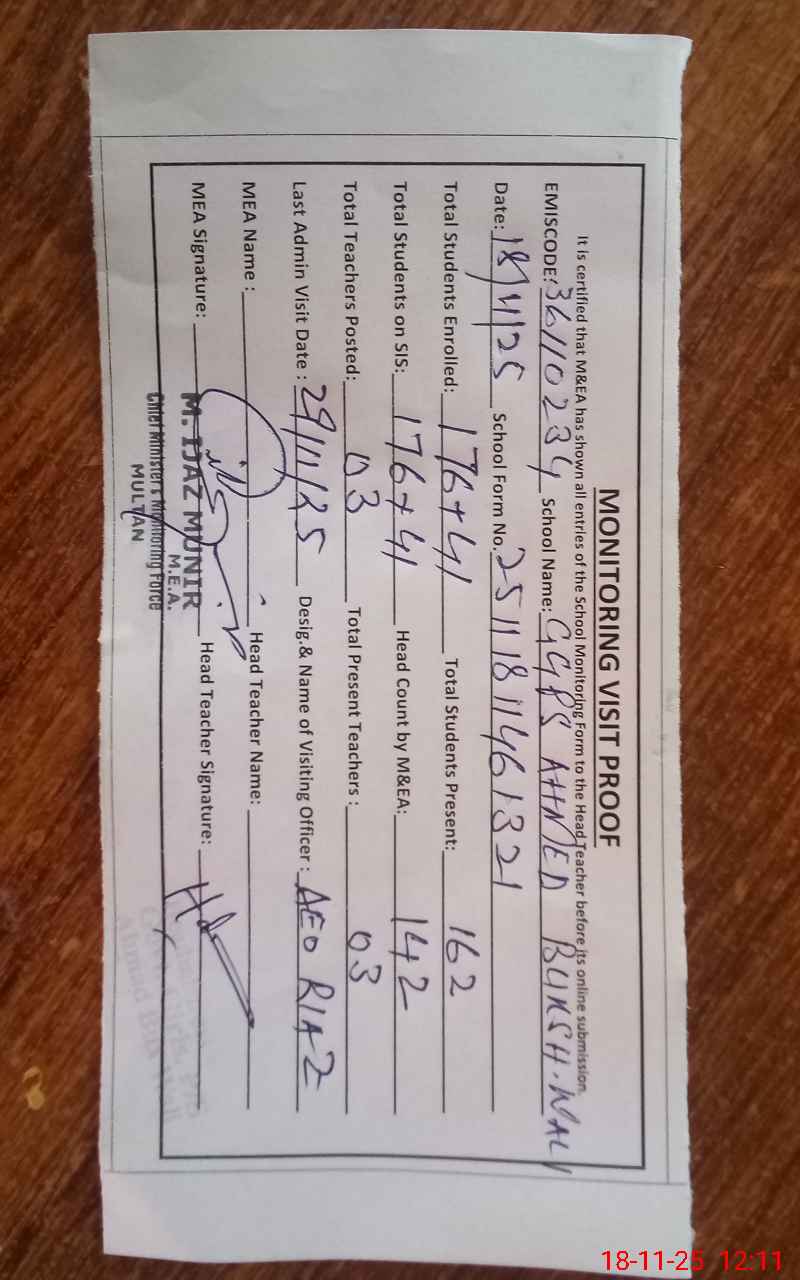 MONITORING VISIT PROOF
It is certified that M&EA has shown all entries of the School Monitoring Form to the Head Teacher before its online submission.
EMISCODE: 36110234 School Name: GGPS AHMED BUKSH.WALI
Date: 18/11/25 School Form No. 25111811461321
Total Students Enrolled: 176+41 Total Students Present: 162
Total Students on SIS: 176+41 Head Count by M&EA: 142
Total Teachers Posted: 03 Total Present Teachers : 03
Last Admin Visit Date : 29/11/25 Desig.& Name of Visiting Officer : AEO RIAZ
MEA Name : Head Teacher Name:
MEA Signature: Head Teacher Signature:
M. IJAZ MUNIR
M.E.A.
Chief Minister's Monitoring Force
MULTAN
18-11-25 12:11